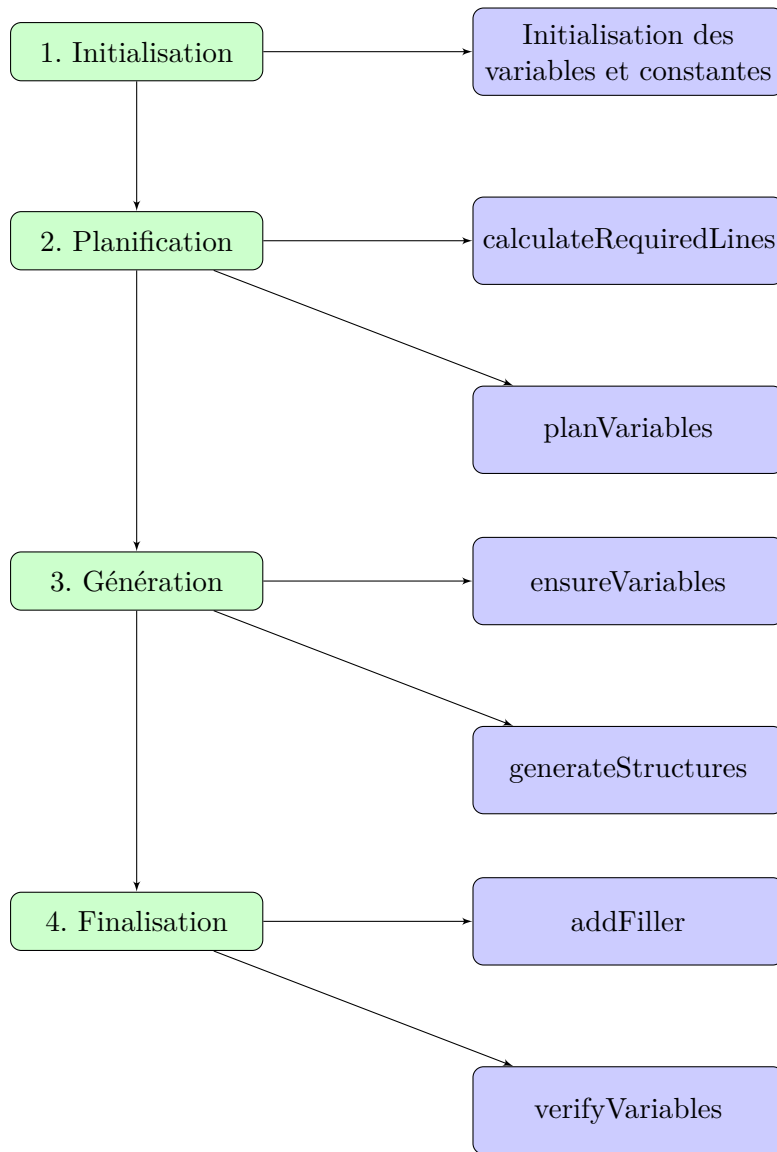 1. Initialisation
Initialisation des
variables et constantes
2. Planification
calculateRequiredLines
planVariables
3. Génération
ensureVariables
generateStructures
4. Finalisation
addFiller
verifyVariables